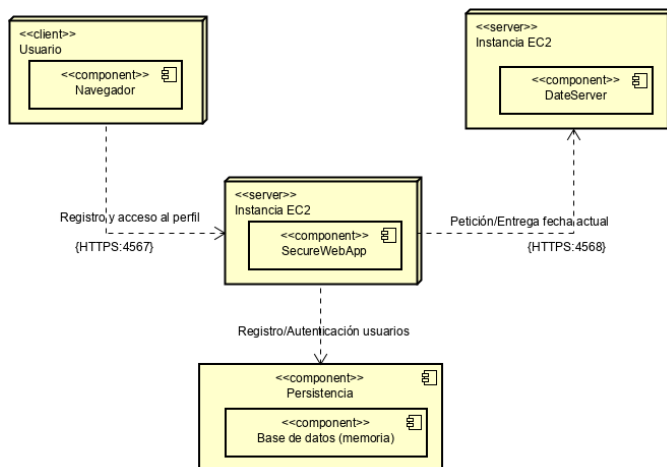 <<client>>
Usuario
<<component>>
Navegador
<<server>>
Instancia EC2
<<component>>
DateServer
Registro y acceso al perfil
{HTTPS:4567}
<<server>>
Instancia EC2
<<component>>
SecureWebApp
Petición/Entrega fecha actual
{HTTPS:4568}
Registro/Autenticación usuarios
<<component>>
Persistencia
<<component>>
Base de datos (memoria)